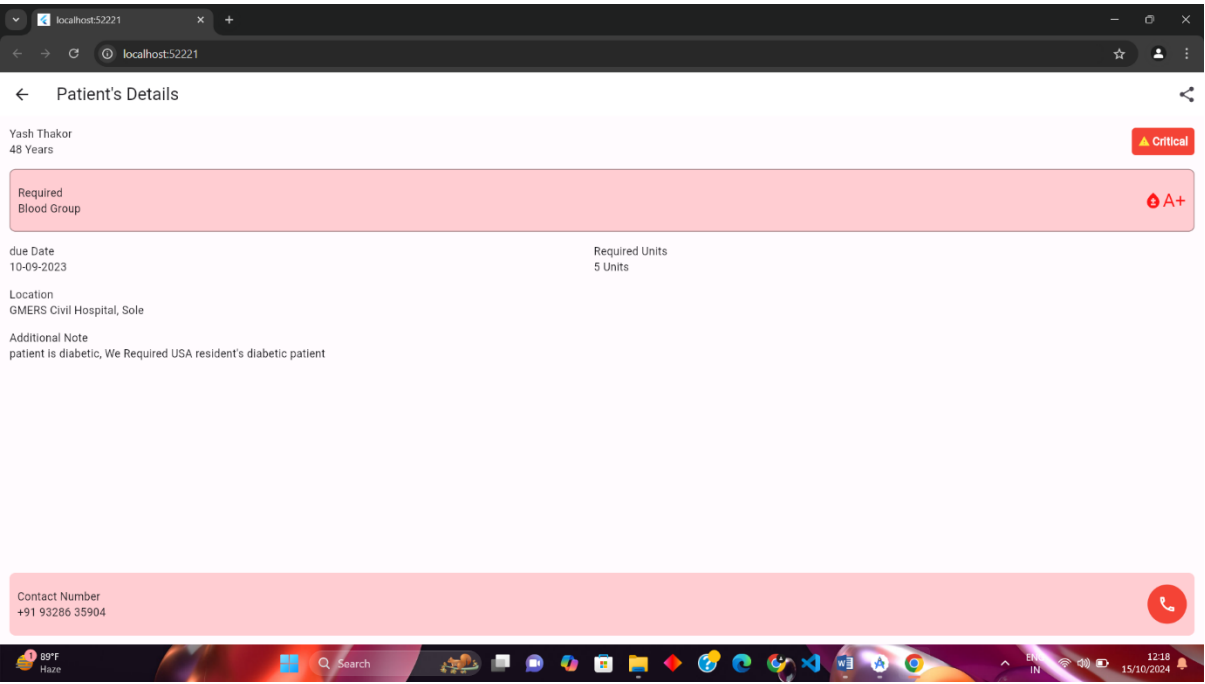 localhost:52221
localhost:52221
Patient's Details
Yash Thakor
48 Years
Critical
Required
Blood Group
A+
due Date
10-09-2023
Required Units
5 Units
Location
GMERS Civil Hospital, Sole
Additional Note
patient is diabetic, We Required USA resident's diabetic patient
Contact Number
+91 93286 35904
1
89°F
Haze
Search
ENG
IN
12:18
15/10/2024